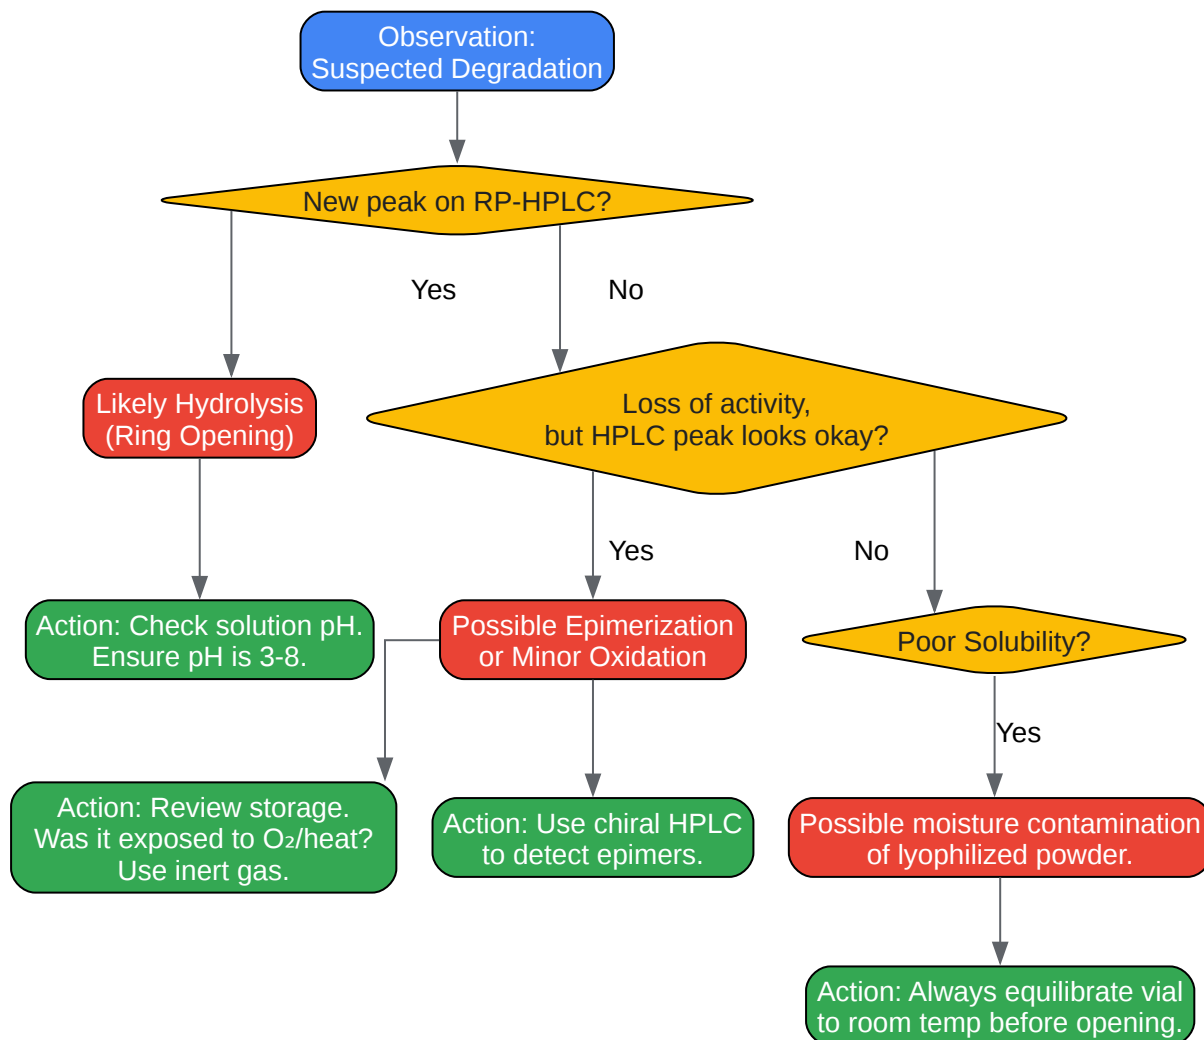 Observation:
Suspected Degradation
New peak on RP-HPLC?
Yes
No
Likely Hydrolysis
(Ring Opening)
Loss of activity,
but HPLC peak looks okay?
Yes
No
Action: Check solution pH.
Ensure pH is 3-8.
Possible Epimerization
or Minor Oxidation
Poor Solubility?
Yes
Action: Review storage.
Was it exposed to O₂/heat?
Use inert gas.
Action: Use chiral HPLC
to detect epimers.
Possible moisture contamination
of lyophilized powder.
Action: Always equilibrate vial
to room temp before opening.